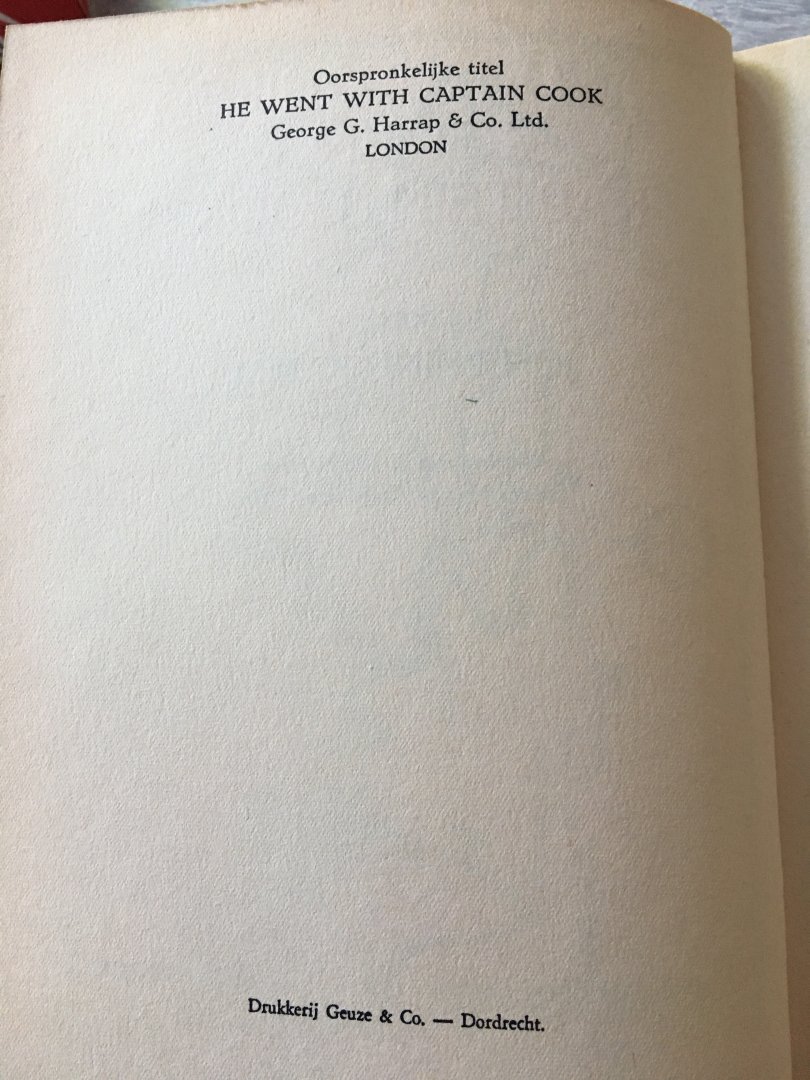 Oorspronkelijke titel
HE WENT WITH CAPTAIN COOK
George G. Harrap & Co. Ltd.
LONDON
Drukkerij Geuze & Co. — Dordrecht.